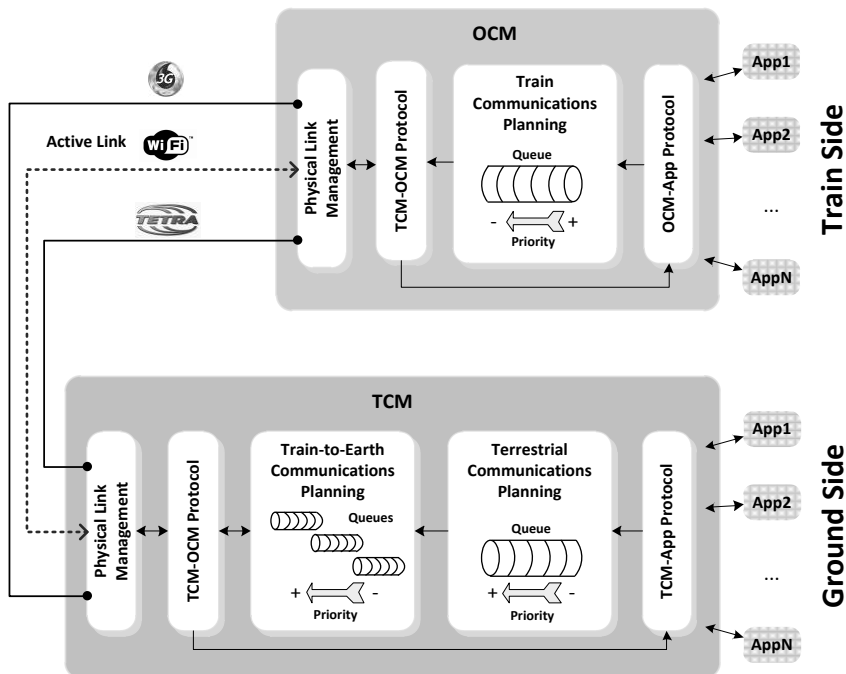 OCM
3G
Active Link
WiFi™
TETRA
Physical Link
Management
TCM-OCM Protocol
Train
Communications
Planning
Queue
- +
Priority
OCM-App Protocol
App1
App2
...
AppN
Train Side
TCM
Physical Link
Management
TCM-OCM Protocol
Train-to-Earth
Communications
Planning
Queues
+ -
Priority
Terrestrial
Communications
Planning
Queue
+ -
Priority
TCM-App Protocol
App1
App2
...
AppN
Ground Side